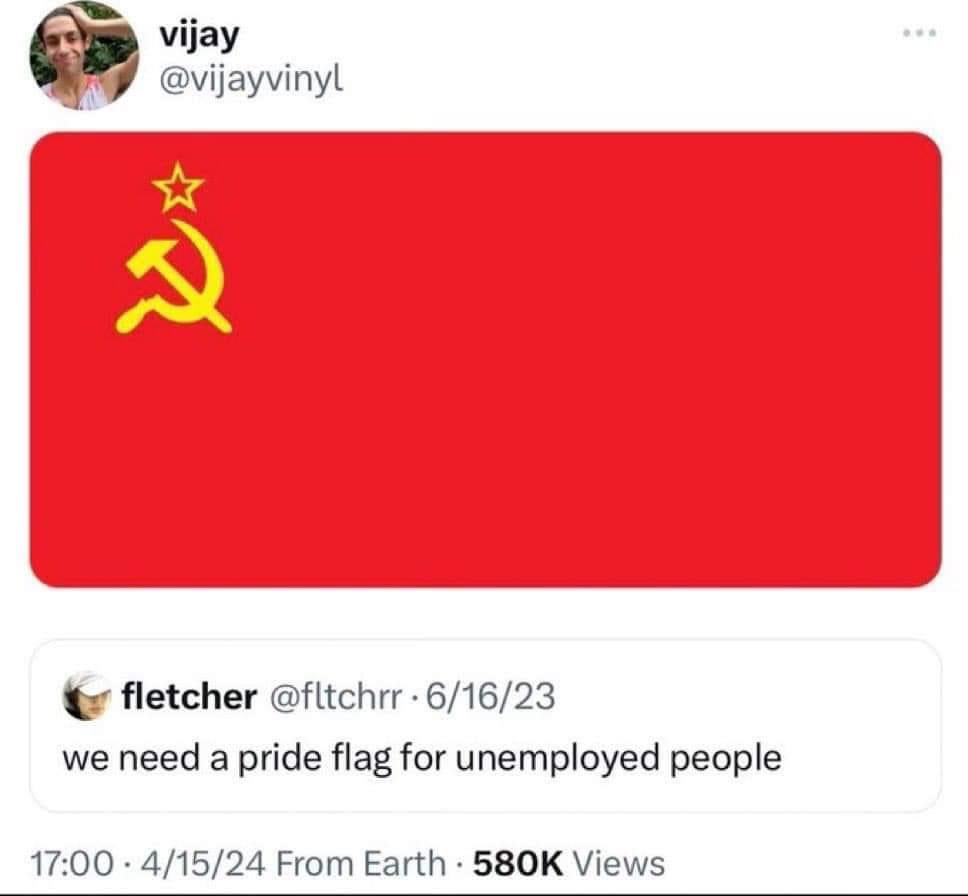 vijay
@vijayvinyl
fletcher @fltchrr · 6/16/23
we need a pride flag for unemployed people
17:00 · 4/15/24 From Earth · 580K Views